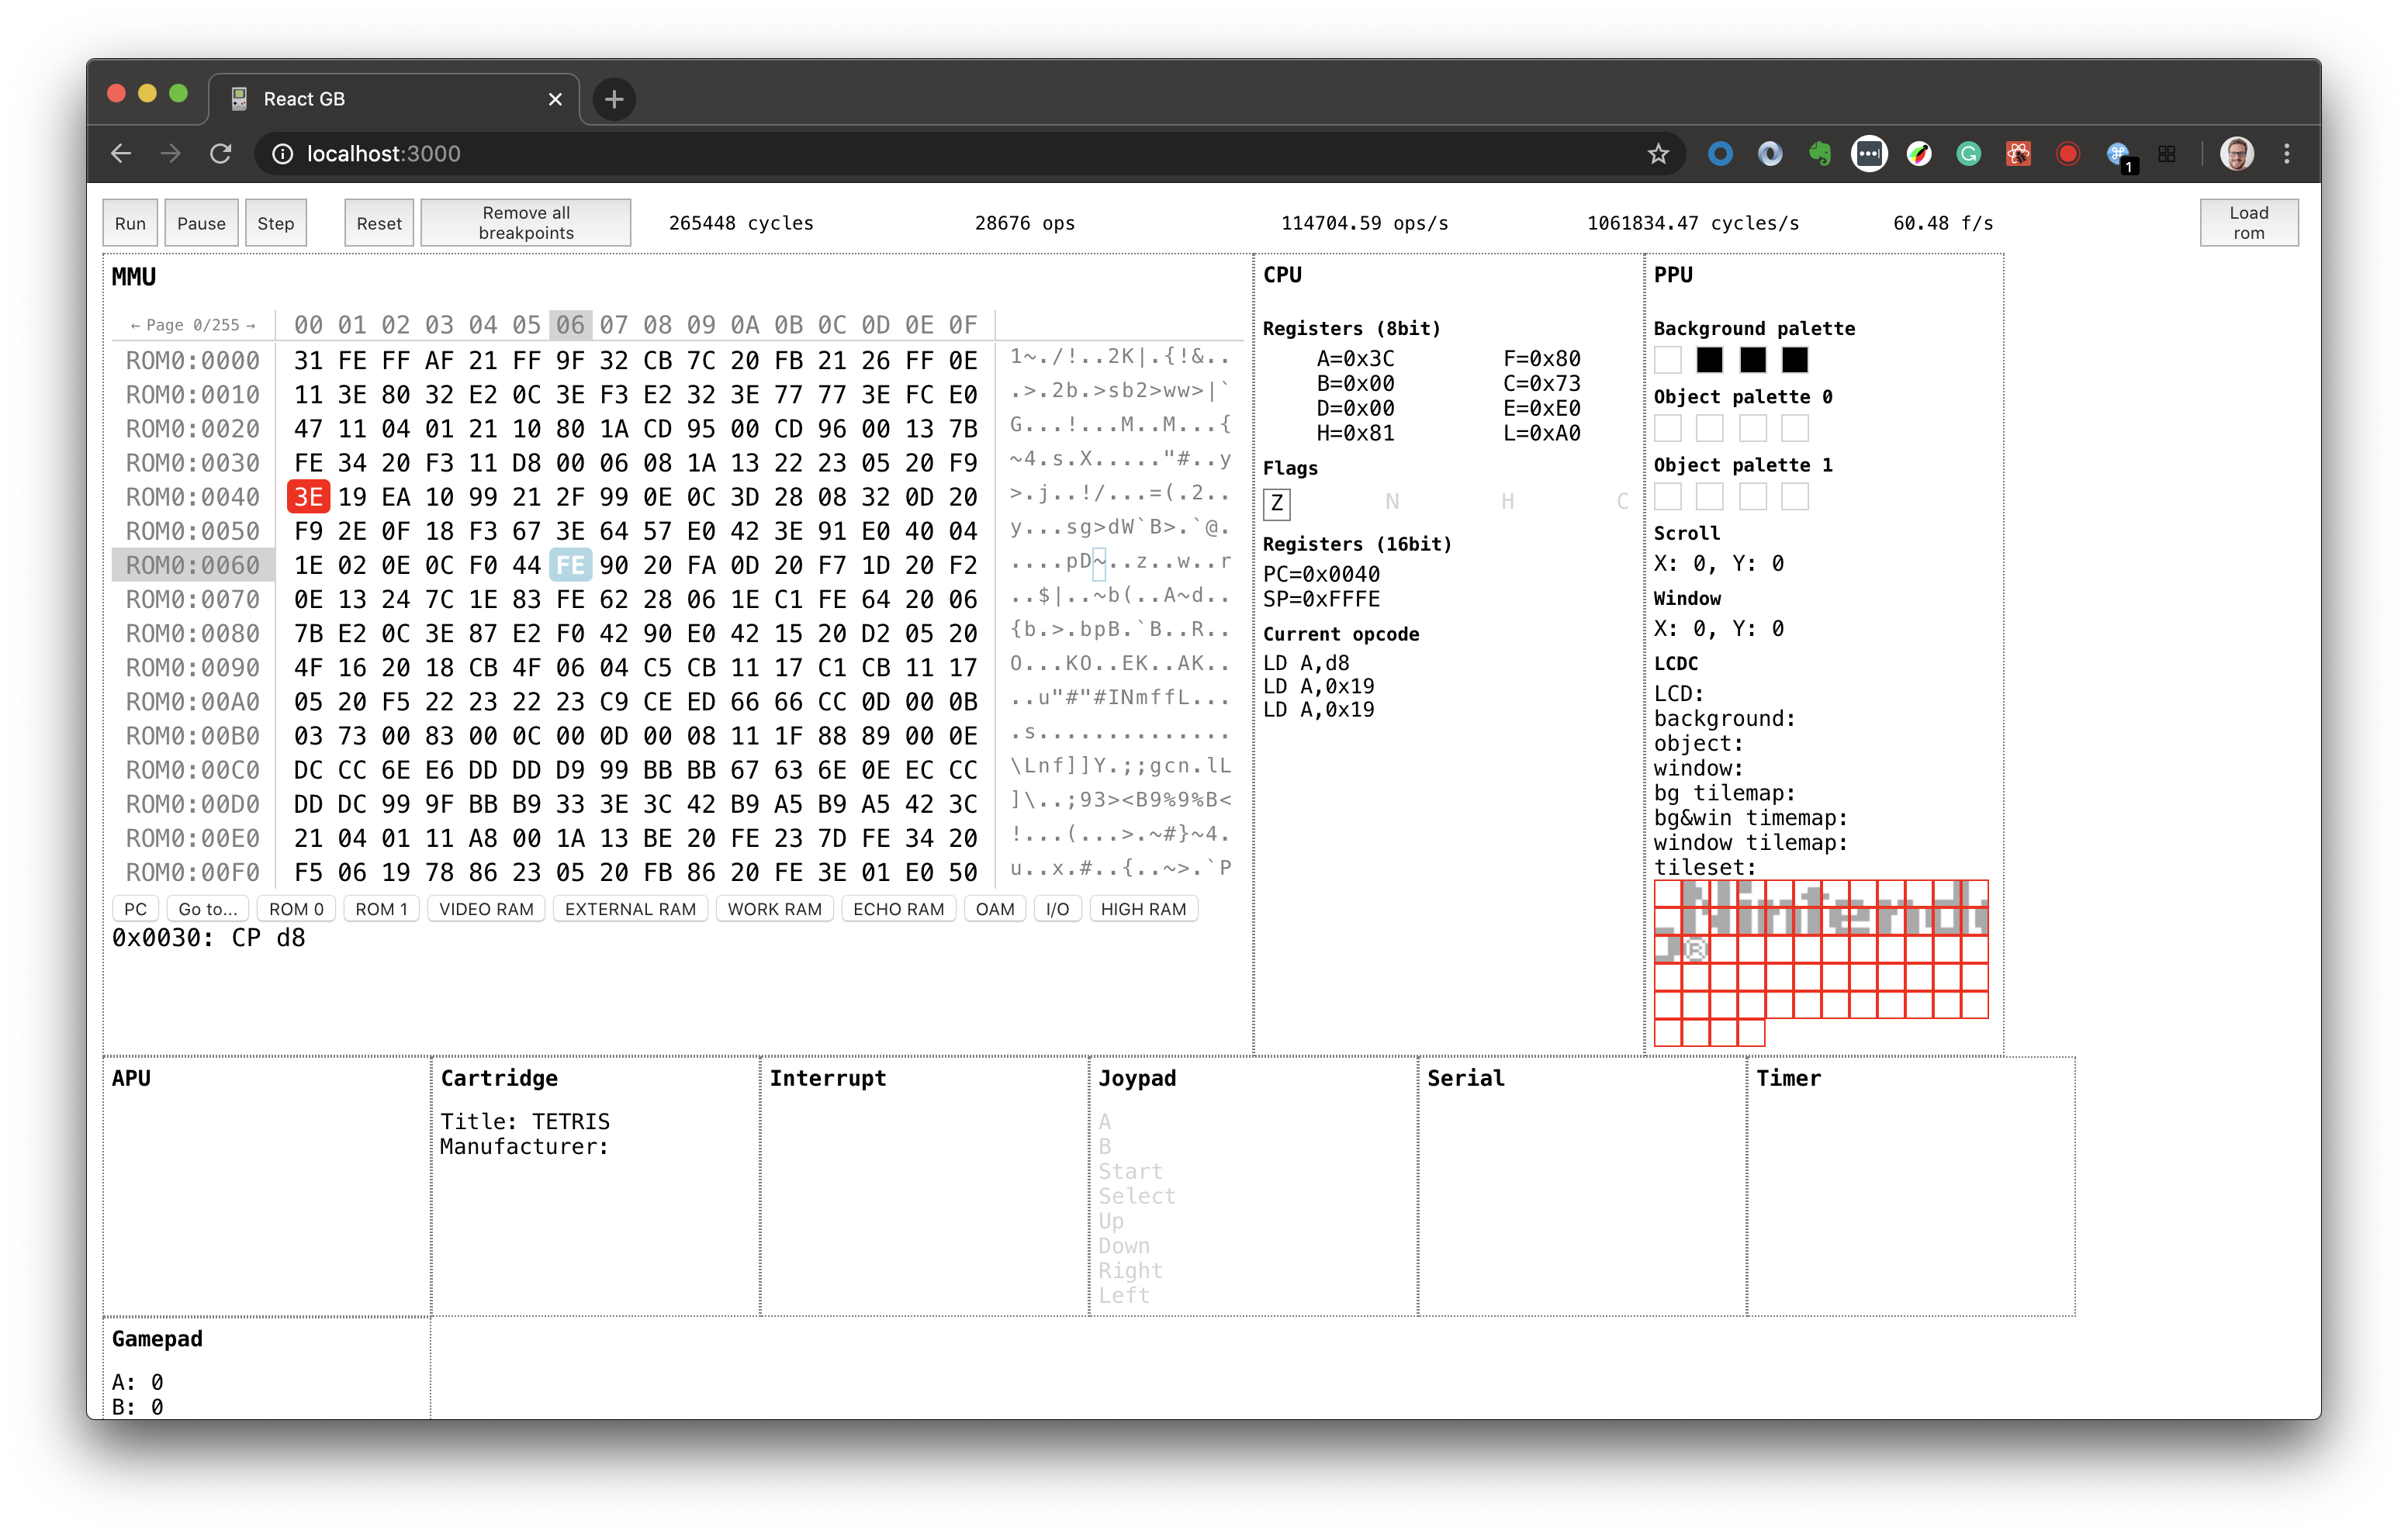 React GB
localhost:3000
1
Run Pause Step Reset Remove all breakpoints 265448 cycles 28676 ops 114704.59 ops/s 1061834.47 cycles/s 60.48 f/s Load rom
MMU
← Page 0/255 → 00 01 02 03 04 05 06 07 08 09 0A 0B 0C 0D 0E 0F
ROM0:0000 31 FE FF AF 21 FF 9F 32 CB 7C 20 FB 21 26 FF 0E 1~./!..2K|.{!&..
ROM0:0010 11 3E 80 32 E2 0C 3E F3 E2 32 3E 77 77 3E FC E0 .>.2b.>sb2>ww>|`
ROM0:0020 47 11 04 01 21 10 80 1A CD 95 00 CD 96 00 13 7B G...!...M..M...{
ROM0:0030 FE 34 20 F3 11 D8 00 06 08 1A 13 22 23 05 20 F9 ~4.s.X....."#..y
ROM0:0040 3E 19 EA 10 99 21 2F 99 0E 0C 3D 28 08 32 0D 20 >.j..!/...=(.2..
ROM0:0050 F9 2E 0F 18 F3 67 3E 64 57 E0 42 3E 91 E0 40 04 y...sg>dW`B>.`@.
ROM0:0060 1E 02 0E 0C F0 44 FE 90 20 FA 0D 20 F7 1D 20 F2 ....pD~..z..w..r
ROM0:0070 0E 13 24 7C 1E 83 FE 62 28 06 1E C1 FE 64 20 06 ..$|..~b(..A~d..
ROM0:0080 7B E2 0C 3E 87 E2 F0 42 90 E0 42 15 20 D2 05 20 {b.>.bpB.`B..R..
ROM0:0090 4F 16 20 18 CB 4F 06 04 C5 CB 11 17 C1 CB 11 17 O...KO..EK..AK..
ROM0:00A0 05 20 F5 22 23 22 23 C9 CE ED 66 66 CC 0D 00 0B ..u"#"#INmffL...
ROM0:00B0 03 73 00 83 00 0C 00 0D 00 08 11 1F 88 89 00 0E .s..............
ROM0:00C0 DC CC 6E E6 DD DD D9 99 BB BB 67 63 6E 0E EC CC \Lnf]]Y.;;gcn.lL
ROM0:00D0 DD DC 99 9F BB B9 33 3E 3C 42 B9 A5 B9 A5 42 3C ]\..;93><B9%9%B<
ROM0:00E0 21 04 01 11 A8 00 1A 13 BE 20 FE 23 7D FE 34 20 !...(...>.~#}~4.
ROM0:00F0 F5 06 19 78 86 23 05 20 FB 86 20 FE 3E 01 E0 50 u..x.#..{..~>.`P
PC Go to... ROM 0 ROM 1 VIDEO RAM EXTERNAL RAM WORK RAM ECHO RAM OAM I/O HIGH RAM
0x0030: CP d8
CPU
Registers (8bit)
A=0x3C F=0x80
B=0x00 C=0x73
D=0x00 E=0xE0
H=0x81 L=0xA0
Flags
Z N H C
Registers (16bit)
PC=0x0040
SP=0xFFFE
Current opcode
LD A,d8
LD A,0x19
LD A,0x19
PPU
Background palette
Object palette 0
Object palette 1
Scroll
X: 0, Y: 0
Window
X: 0, Y: 0
LCDC
LCD:
background:
object:
window:
bg tilemap:
bg&win timemap:
window tilemap:
tileset:
Nintendo
®
APU
Cartridge
Title: TETRIS
Manufacturer:
Interrupt
Joypad
A
B
Start
Select
Up
Down
Right
Left
Serial
Timer
Gamepad
A: 0
B: 0